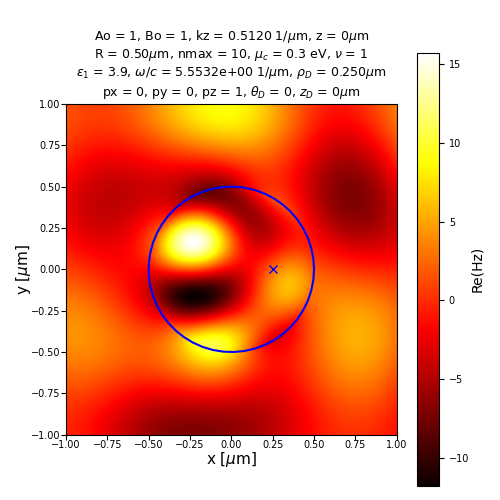 Ao = 1, Bo = 1, kz = 0.5120 1/μm, z = 0μm
R = 0.50μm, nmax = 10, μ_c = 0.3 eV, ν = 1
ε₁ = 3.9, ω/c = 5.5532e+00 1/μm, ρ_D = 0.250μm
px = 0, py = 0, pz = 1, θ_D = 0, z_D = 0μm
1.00
0.75
0.50
0.25
0.00
−0.25
−0.50
−0.75
−1.00
y [μm]
−1.00 −0.75 −0.50 −0.25 0.00 0.25 0.50 0.75 1.00
x [μm]
15
10
5
0
−5
−10
Re(Hz)